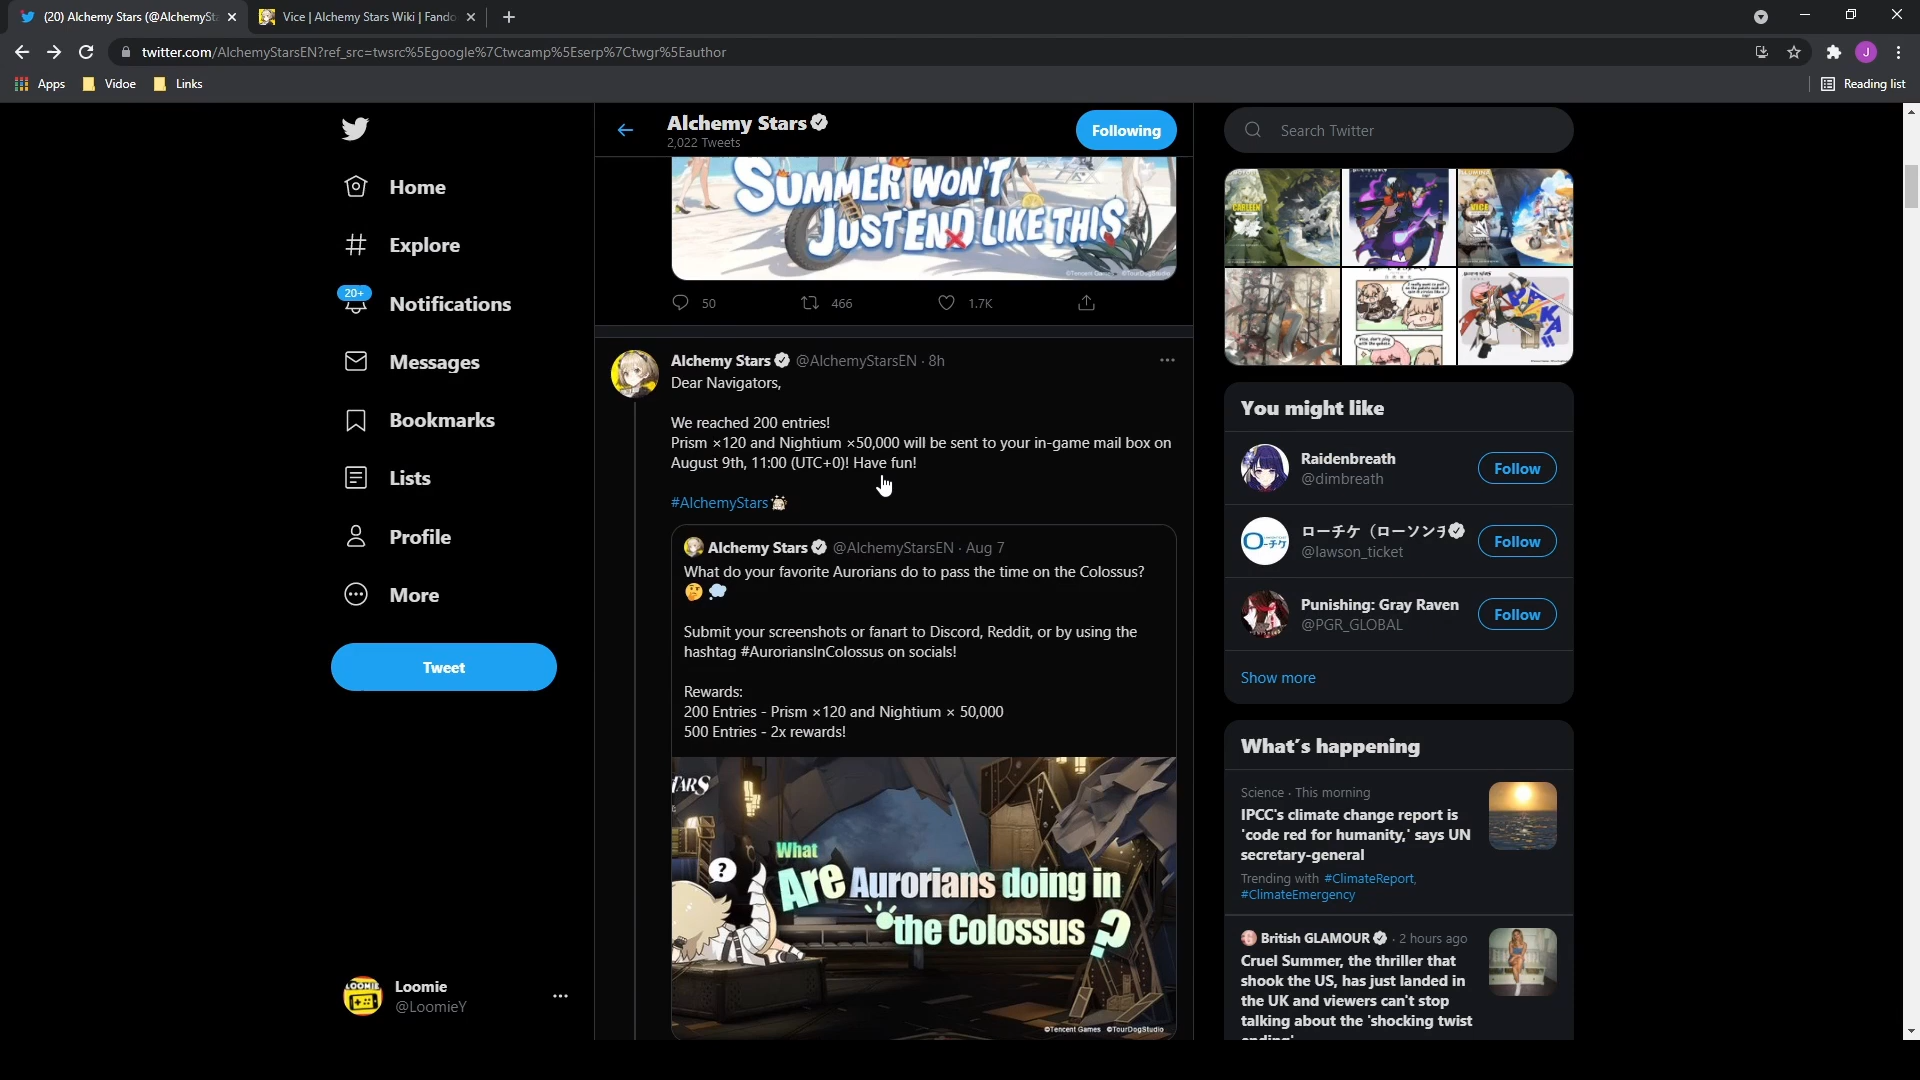 (20) Alchemy Stars (@AlchemySt
Vice | Alchemy Stars Wiki | Fando
twitter.com/AlchemyStarsEN?ref_src=twsrc%5Egoogle%7Ctwcamp%5Eserp%7Ctwgr%5Eauthor
J
Apps
Vidoe
Links
Reading list
Home
Explore
20+
Notifications
Messages
Bookmarks
Lists
Profile
More
Tweet
Loomie
@LoomieY
Alchemy Stars
2,022 Tweets
Following
SUMMER WON'T
JUST END LIKE THIS
©Tencent Games ©TourDogStudio
50
466
1.7K
Alchemy Stars @AlchemyStarsEN · 8h
Dear Navigators,
We reached 200 entries!
Prism ×120 and Nightium ×50,000 will be sent to your in-game mail box on
August 9th, 11:00 (UTC+0)! Have fun!
#AlchemyStars
Alchemy Stars @AlchemyStarsEN · Aug 7
What do your favorite Aurorians do to pass the time on the Colossus?
Submit your screenshots or fanart to Discord, Reddit, or by using the
hashtag #AuroriansInColossus on socials!
Rewards:
200 Entries - Prism ×120 and Nightium × 50,000
500 Entries - 2x rewards!
TARS
?
What
Are Aurorians doing in
the Colossus ?
©Tencent Games ©TourDogStudio
Search Twitter
CARLEEN
VICE
You might like
Raidenbreath
@dimbreath
Follow
ローチケ（ローソンチ
@lawson_ticket
Follow
Punishing: Gray Raven
@PGR_GLOBAL
Follow
Show more
What's happening
Science · This morning
IPCC's climate change report is
'code red for humanity,' says UN
secretary-general
Trending with #ClimateReport,
#ClimateEmergency
British GLAMOUR · 2 hours ago
Cruel Summer, the thriller that
shook the US, has just landed in
the UK and viewers can't stop
talking about the 'shocking twist